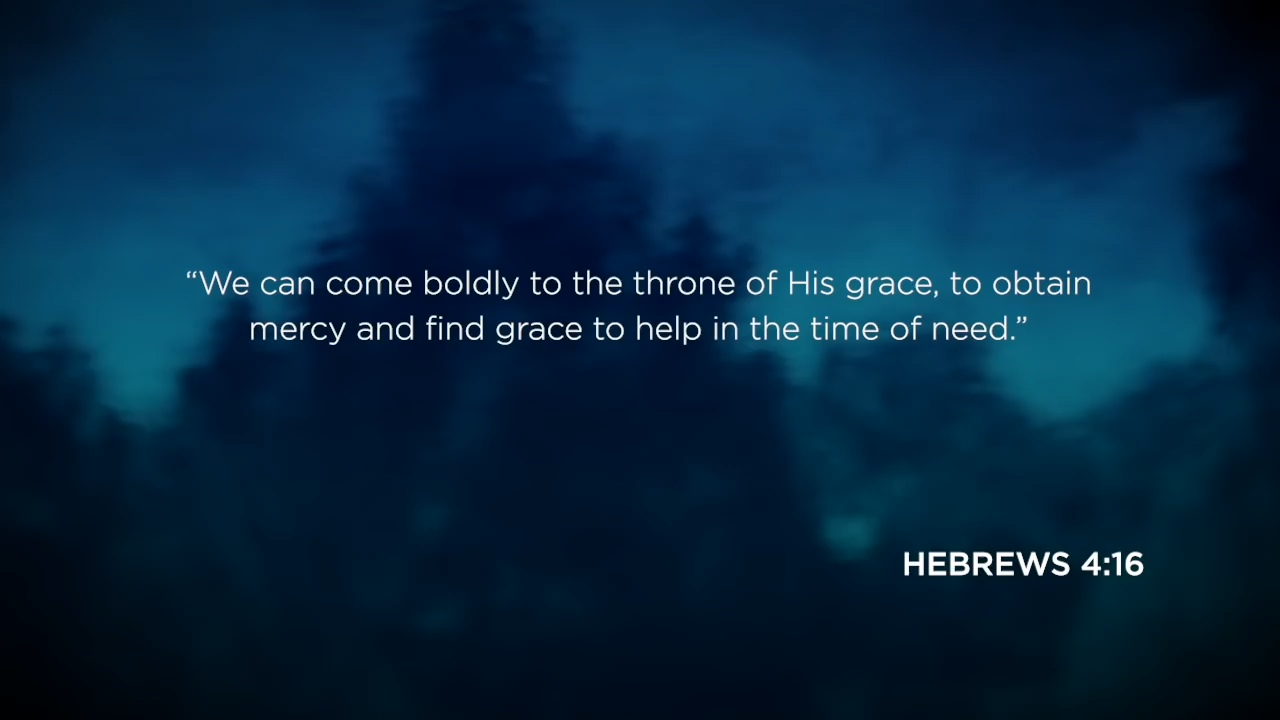 “We can come boldly to the throne of His grace, to obtain
mercy and find grace to help in the time of need.”
HEBREWS 4:16